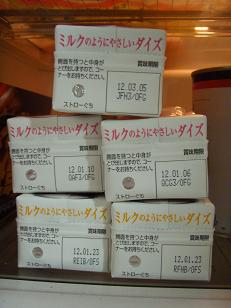 ミルクのようにやさしいダイズ
側面を持つと中身が
とび出しますので、コー
ナーをお持ちください。
賞味期限
12.03.05
JFH3/OFG
ストローぐち
ミルクのようにやさしいダイズ
側面を持つと中身が
とび出しますので、コー
ナーをお持ちください。
賞味期限
12.01.10
OAF3/OFG
ストローぐち
ミルクのようにやさしいダイズ
側面を持つと中身が
とび出しますので、コー
ナーをお持ちください。
賞味期限
12.01.06
QCG3/OFG
ストローぐち
ミルクのようにやさしいダイズ
側面を持つと中身が
とび出しますので、コー
ナーをお持ちください。
賞味期限
12.01.23
REIB/OFS
ストローぐち
ミルクのようにやさしいダイズ
側面を持つと中身が
とび出しますので、コー
ナーをお持ちください。
賞味期限
12.01.23
RFHB/OFS
ストローぐち